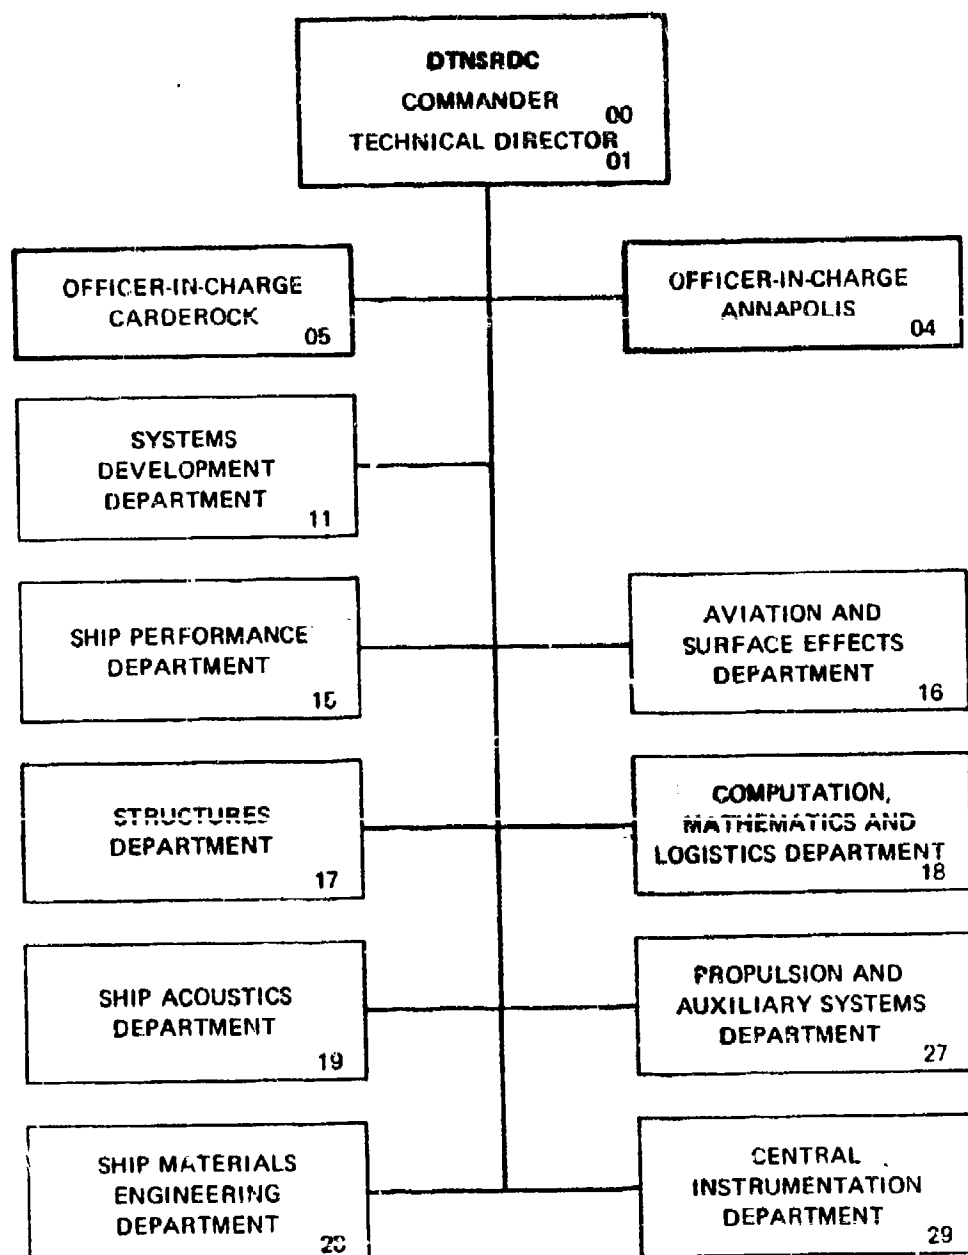 DTNSRDC
COMMANDER
00
TECHNICAL DIRECTOR
01
OFFICER-IN-CHARGE
CARDEROCK
05
OFFICER-IN-CHARGE
ANNAPOLIS
04
SYSTEMS
DEVELOPMENT
DEPARTMENT
11
SHIP PERFORMANCE
DEPARTMENT
15
AVIATION AND
SURFACE EFFECTS
DEPARTMENT
16
STRUCTURES
DEPARTMENT
17
COMPUTATION,
MATHEMATICS AND
LOGISTICS DEPARTMENT
18
SHIP ACOUSTICS
DEPARTMENT
19
PROPULSION AND
AUXILIARY SYSTEMS
DEPARTMENT
27
SHIP MATERIALS
ENGINEERING
DEPARTMENT
28
CENTRAL
INSTRUMENTATION
DEPARTMENT
29